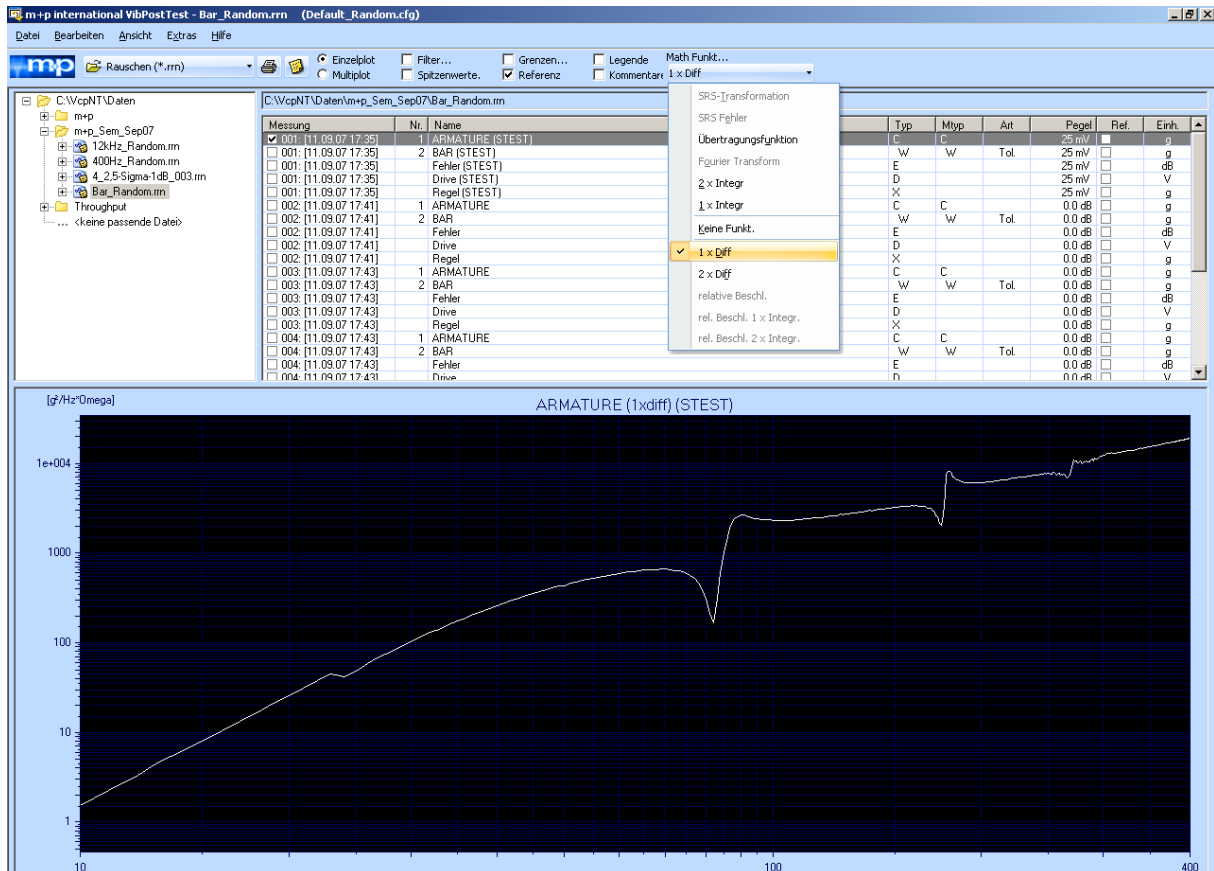 m+p international VibPostTest - Bar_Random.rrn (Default_Random.cfg)
Datei Bearbeiten Ansicht Extras Hilfe
m+p Rauschen (*.rrn)
Einzelplot
Multiplot
Filter...
Spitzenwerte.
Grenzen...
Referenz
Legende
Kommentare
Math Funkt...
1 x Diff
SRS-Transformation
SRS Fehler
Übertragungsfunktion
Fourier Transform
2 x Integr
1 x Integr
Keine Funkt.
1 x Diff
2 x Diff
relative Beschl.
rel. Beschl. 1 x Integr.
rel. Beschl. 2 x Integr.
C:\VcpNT\Daten
m+p
m+p_Sem_Sep07
12kHz_Random.rrn
400Hz_Random.rrn
4_2,5-Sigma-1dB_003.rrn
Bar_Random.rrn
Throughput
... <keine passende Datei>
C:\VcpNT\Daten\m+p_Sem_Sep07\Bar_Random.rrn
Messung Nr. Name Typ Mtyp Art Pegel Ref. Einh.
001: [11.09.07 17:35] 1 ARMATURE (STEST) C C 25 mV g
001: [11.09.07 17:35] 2 BAR (STEST) W W Tol. 25 mV g
001: [11.09.07 17:35] Fehler (STEST) E 25 mV dB
001: [11.09.07 17:35] Drive (STEST) D 25 mV V
001: [11.09.07 17:35] Regel (STEST) X 25 mV g
002: [11.09.07 17:41] 1 ARMATURE C C 0.0 dB g
002: [11.09.07 17:41] 2 BAR W W Tol. 0.0 dB g
002: [11.09.07 17:41] Fehler E 0.0 dB dB
002: [11.09.07 17:41] Drive D 0.0 dB V
002: [11.09.07 17:41] Regel X 0.0 dB g
003: [11.09.07 17:43] 1 ARMATURE C C 0.0 dB g
003: [11.09.07 17:43] 2 BAR W W Tol. 0.0 dB g
003: [11.09.07 17:43] Fehler E 0.0 dB dB
003: [11.09.07 17:43] Drive D 0.0 dB V
003: [11.09.07 17:43] Regel X 0.0 dB g
004: [11.09.07 17:43] 1 ARMATURE C C 0.0 dB g
004: [11.09.07 17:43] 2 BAR W W Tol. 0.0 dB g
004: [11.09.07 17:43] Fehler E 0.0 dB dB
004: [11.09.07 17:43] Drive D 0.0 dB V
[g²/Hz*Omega]
ARMATURE (1xdiff) (STEST)
1e+004
1000
100
10
1
10 100 400